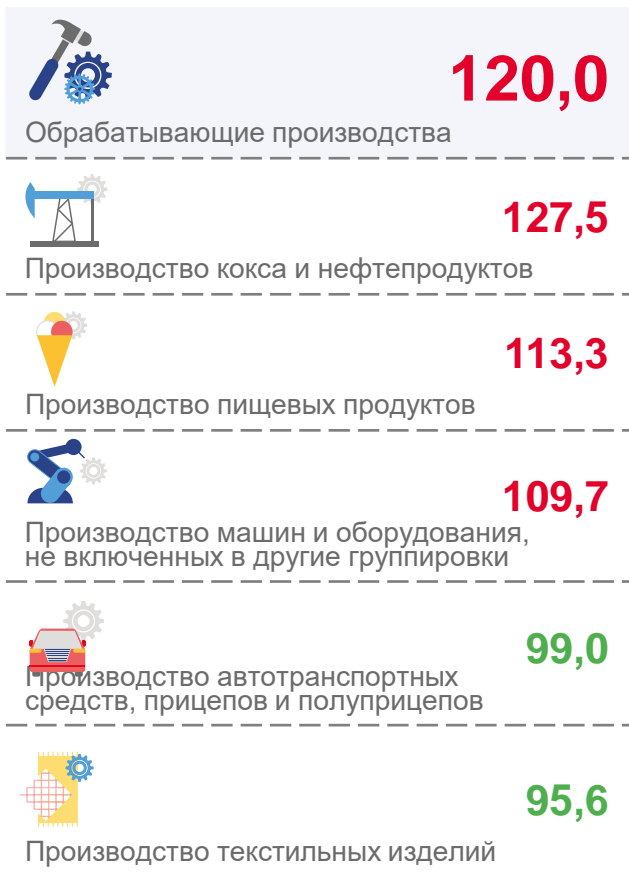 120,0
Обрабатывающие производства
127,5
Производство кокса и нефтепродуктов
113,3
Производство пищевых продуктов
109,7
Производство машин и оборудования,
не включенных в другие группировки
99,0
Производство автотранспортных
средств, прицепов и полуприцепов
95,6
Производство текстильных изделий